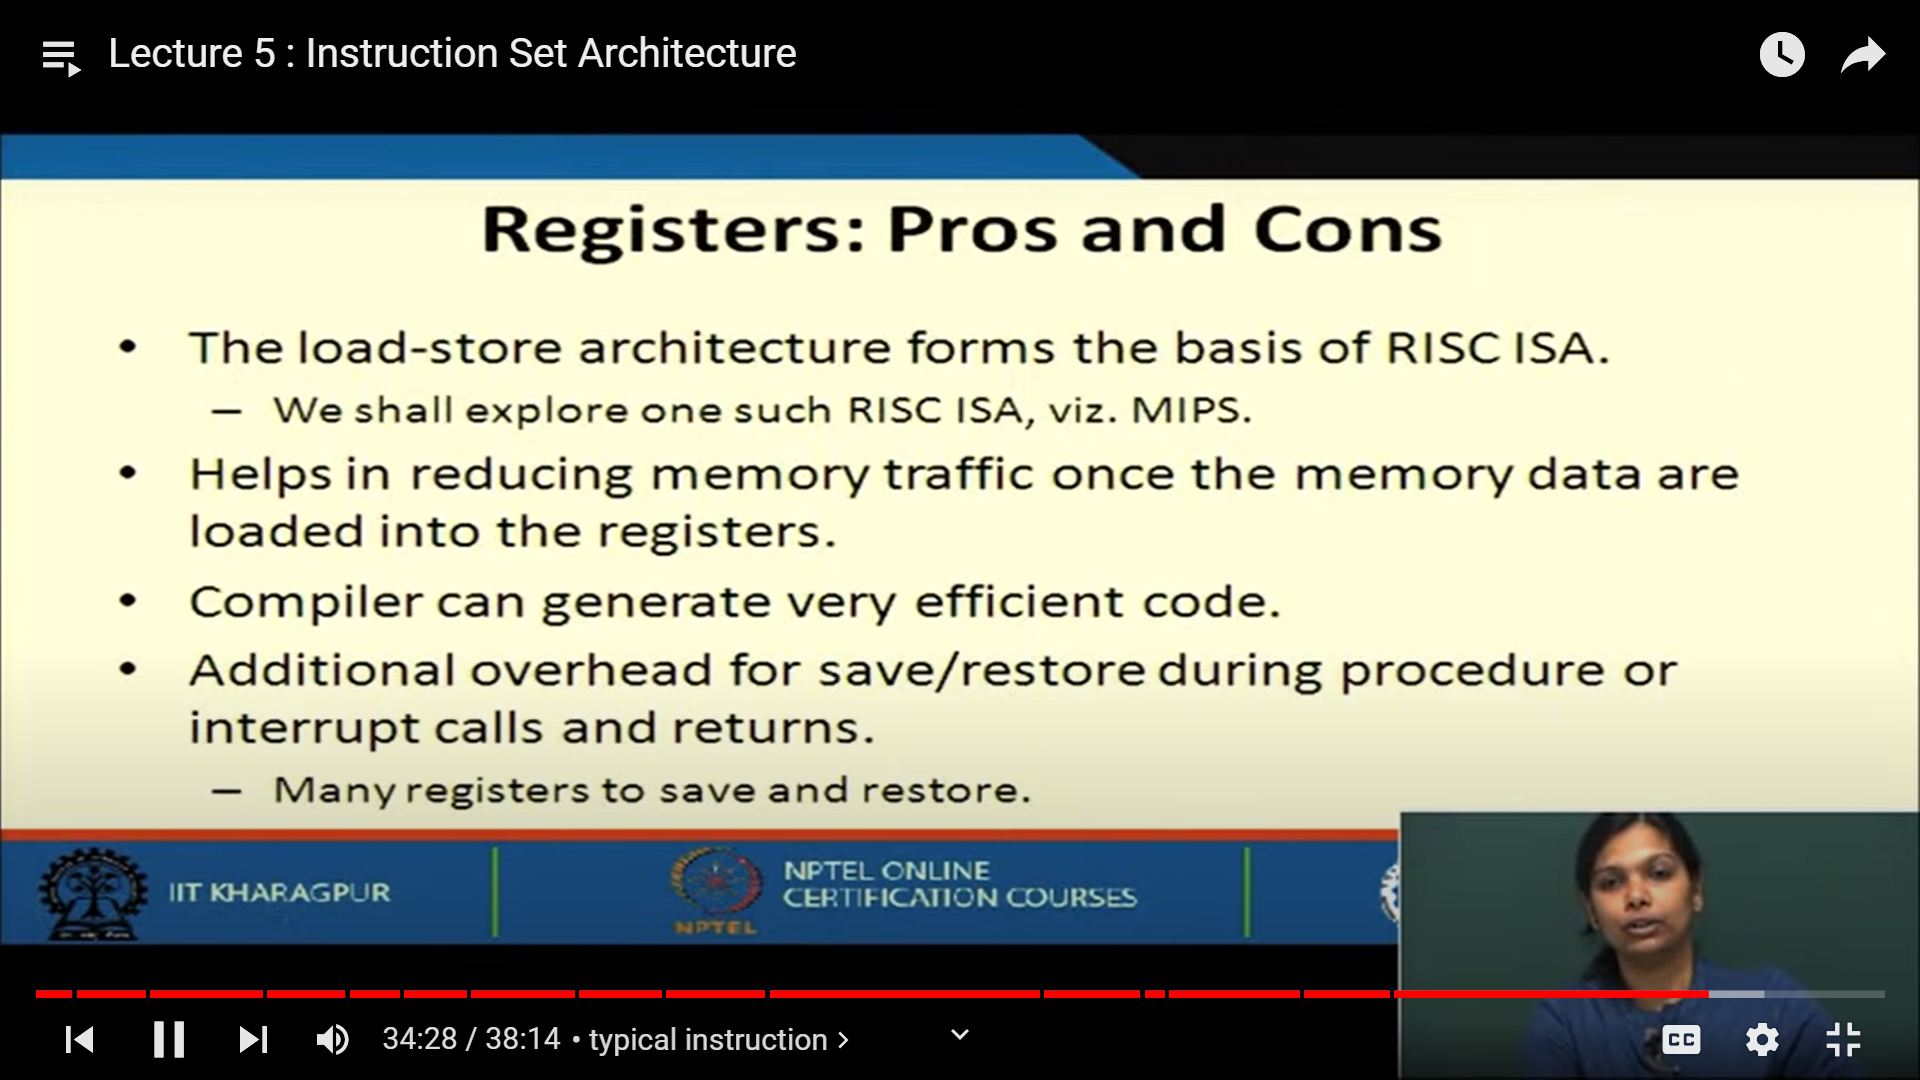 Lecture 5 : Instruction Set Architecture
Registers: Pros and Cons
• The load-store architecture forms the basis of RISC ISA.
– We shall explore one such RISC ISA, viz. MIPS.
• Helps in reducing memory traffic once the memory data are
loaded into the registers.
• Compiler can generate very efficient code.
• Additional overhead for save/restore during procedure or
interrupt calls and returns.
– Many registers to save and restore.
IIT KHARAGPUR
NPTEL
NPTEL ONLINE
CERTIFICATION COURSES
34:28 / 38:14 • typical instruction >
CC